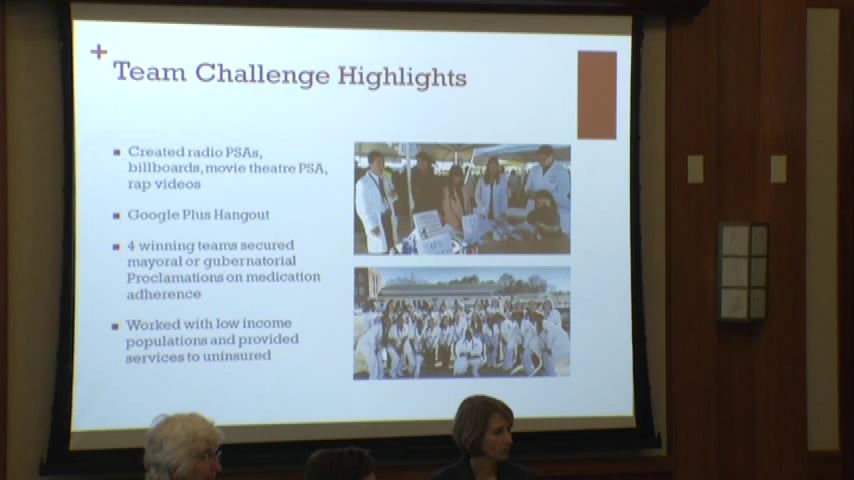 +
Team Challenge Highlights
Created radio PSAs,
billboards, movie theatre PSA,
rap videos
Google Plus Hangout
4 winning teams secured
mayoral or gubernatorial
Proclamations on medication
adherence
Worked with low income
populations and provided
services to uninsured